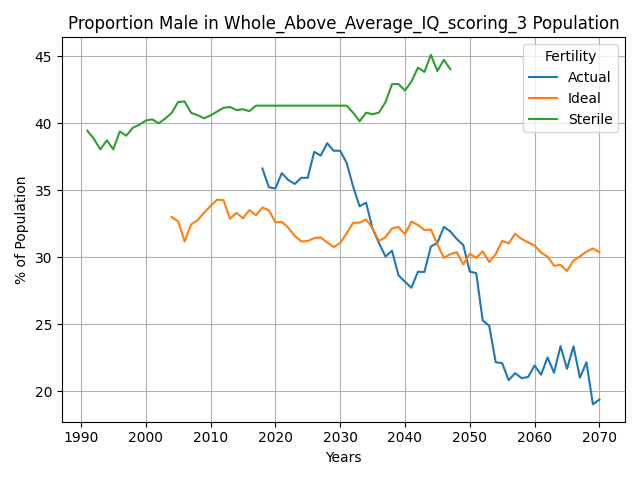 Proportion Male in Whole_Above_Average_IQ_scoring_3 Population
% of Population
45
40
35
30
25
20
Fertility
Actual
Ideal
Sterile
1990 2000 2010 2020 2030 2040 2050 2060 2070
Years